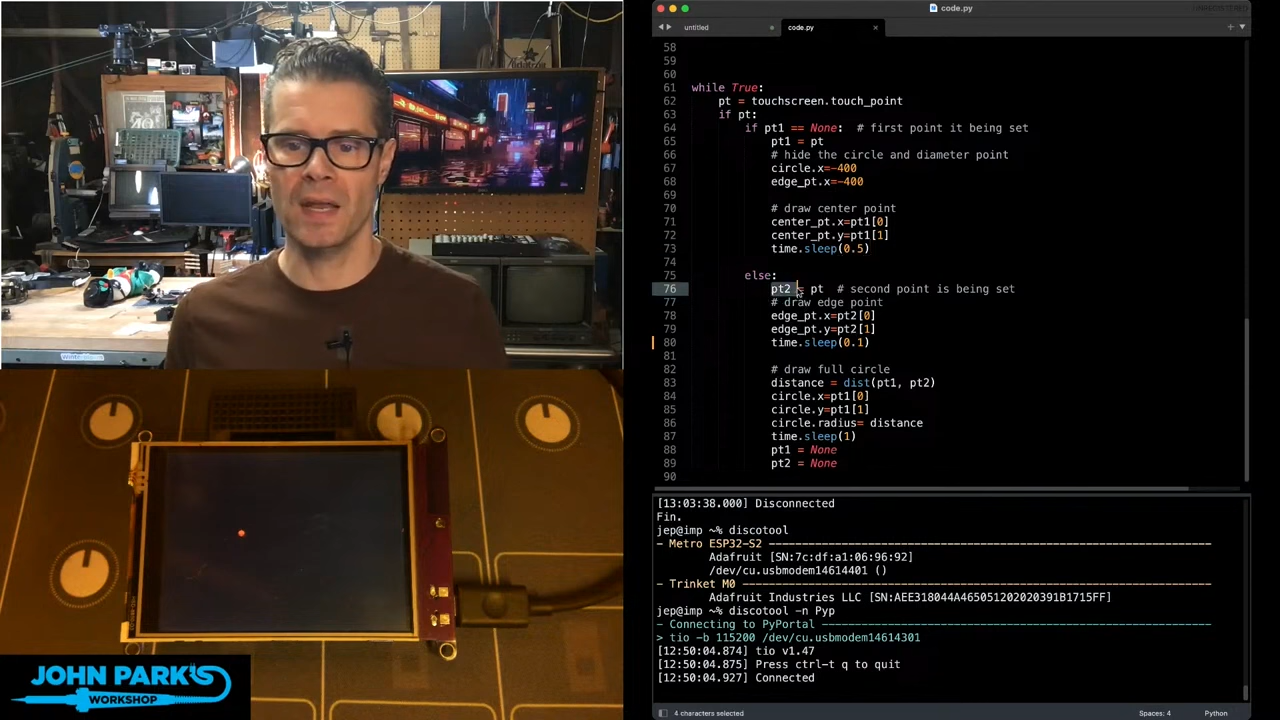 code.py
untitled
code.py
58
59
60
61 while True:
62 pt = touchscreen.touch_point
63 if pt:
64 if pt1 == None: # first point it being set
65 pt1 = pt
66 # hide the circle and diameter point
67 circle.x=-400
68 edge_pt.x=-400
69
70 # draw center point
71 center_pt.x=pt1[0]
72 center_pt.y=pt1[1]
73 time.sleep(0.5)
74
75 else:
76 pt2 = pt # second point is being set
77 # draw edge point
78 edge_pt.x=pt2[0]
79 edge_pt.y=pt2[1]
80 time.sleep(0.1)
81
82 # draw full circle
83 distance = dist(pt1, pt2)
84 circle.x=pt1[0]
85 circle.y=pt1[1]
86 circle.radius= distance
87 time.sleep(1)
88 pt1 = None
89 pt2 = None
90
[13:03:38.000] Disconnected
Fin.
jep@imp ~% discotool
- Metro ESP32-S2
Adafruit [SN:7c:df:a1:06:96:92]
/dev/cu.usbmodem14614401 ()
- Trinket M0
Adafruit Industries LLC [SN:AEE318044A465051202020391B1715FF]
jep@imp ~% discotool -n Pyp
- Connecting to PyPortal
> tio -b 115200 /dev/cu.usbmodem14614301
[12:50:04.874] tio v1.47
[12:50:04.875] Press ctrl-t q to quit
[12:50:04.927] Connected
4 characters selected
Spaces: 4
Python
JOHN PARK'S
WORKSHOP